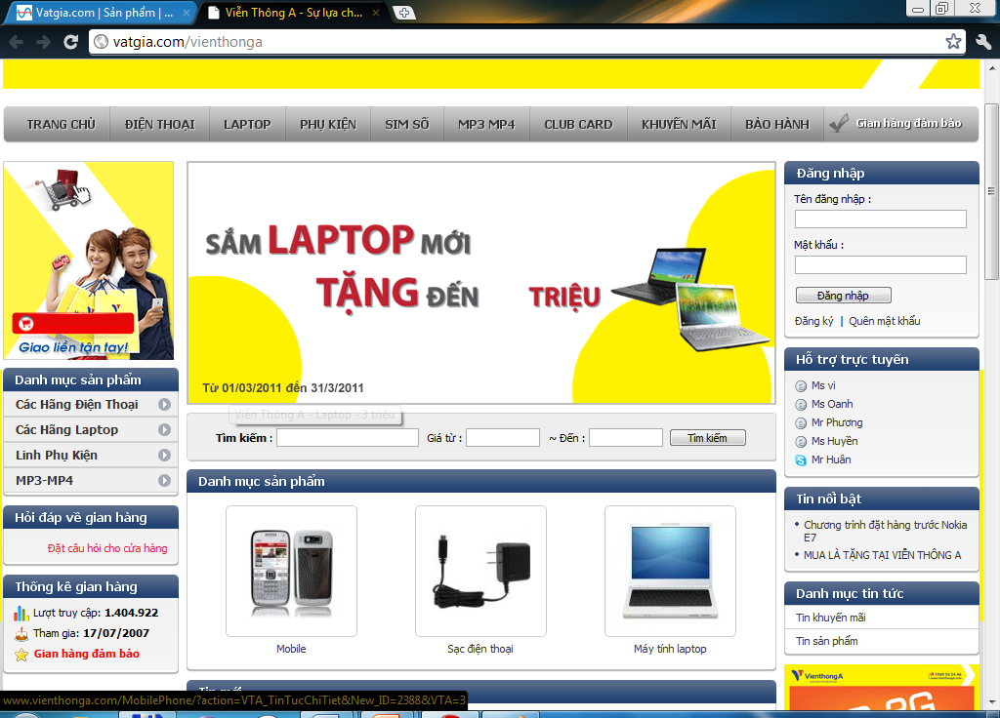 Vatgia.com | Sản phẩm | ...
Viễn Thông A - Sự lựa ch...
vatgia.com/vienthonga
TRANG CHỦ
ĐIỆN THOẠI
LAPTOP
PHỤ KIỆN
SIM SỐ
MP3 MP4
CLUB CARD
KHUYẾN MÃI
BẢO HÀNH
Gian hàng đảm bảo
Giao liền tận tay!
Danh mục sản phẩm
Các Hãng Điện Thoại
Các Hãng Laptop
Linh Phụ Kiện
MP3-MP4
Hỏi đáp về gian hàng
Đặt câu hỏi cho cửa hàng
Thống kê gian hàng
Lượt truy cập: 1.404.922
Tham gia: 17/07/2007
Gian hàng đảm bảo
SẮM LAPTOP MỚI
TẶNG ĐẾN TRIỆU
Từ 01/03/2011 đến 31/3/2011
Viễn Thông A - Laptop - 3 triệu
Tìm kiếm : Giá từ : ~ Đến : Tìm kiếm
Danh mục sản phẩm
Mobile
Sạc điện thoại
Máy tính laptop
Tin mới
Đăng nhập
Tên đăng nhập :
Mật khẩu :
Đăng nhập
Đăng ký | Quên mật khẩu
Hỗ trợ trực tuyến
Ms vi
Ms Oanh
Mr Phương
Ms Huyền
Mr Huân
Tin nổi bật
Chương trình đặt hàng trước Nokia
E7
MUA LÀ TẶNG TẠI VIỄN THÔNG A
Danh mục tin tức
Tin khuyến mãi
Tin sản phẩm
VienthongA
www.vienthonga.com/MobilePhone/?action=VTA_TinTucChiTiet&New_ID=2388&VTA=3